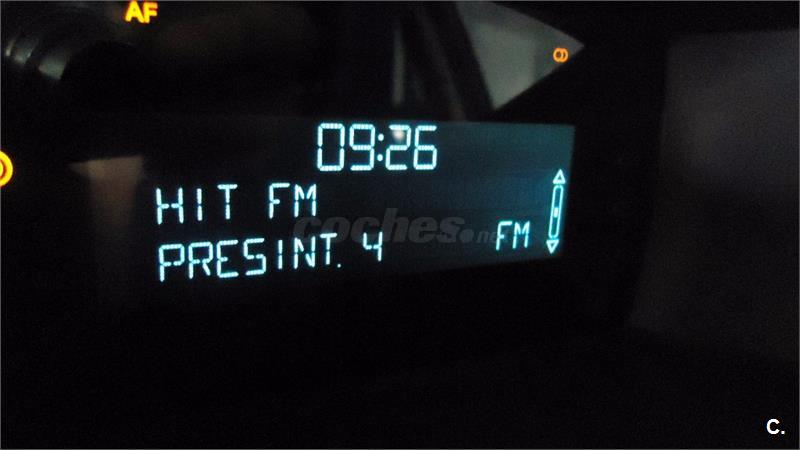 AF
09:26
HIT FM
PRESINT. 4 FM
coches.net
C.